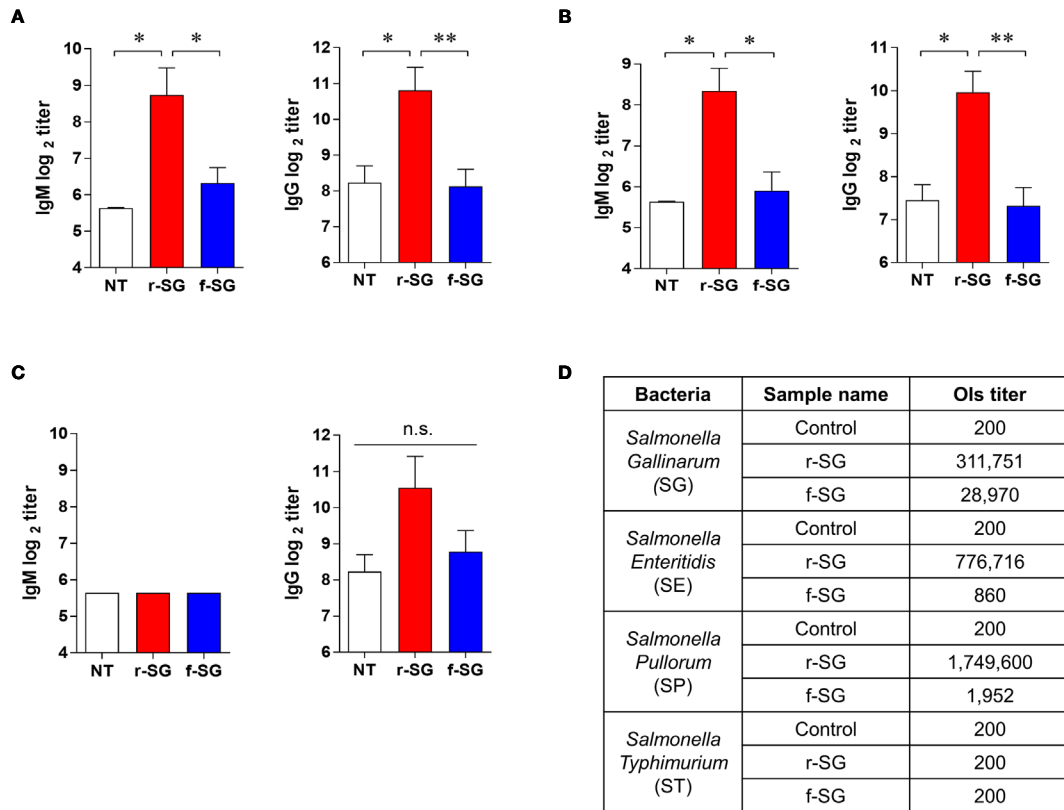 A
IgM log 2 titer
10
9
8
7
6
5
4
* *
NT r-SG f-SG
IgG log 2 titer
12
11
10
9
8
7
6
* **
NT r-SG f-SG
B
IgM log 2 titer
9
8
7
6
5
4
* *
NT r-SG f-SG
IgG log 2 titer
11
10
9
8
7
6
* **
NT r-SG f-SG
C
IgM log 2 titer
10
9
8
7
6
5
4
NT r-SG f-SG
IgG log 2 titer
12
11
10
9
8
7
6
n.s.
NT r-SG f-SG
D
Bacteria Sample name OIs titer
Salmonella
Gallinarum
(SG)
Control 200
r-SG 311,751
f-SG 28,970
Salmonella
Enteritidis
(SE)
Control 200
r-SG 776,716
f-SG 860
Salmonella
Pullorum
(SP)
Control 200
r-SG 1,749,600
f-SG 1,952
Salmonella
Typhimurium
(ST)
Control 200
r-SG 200
f-SG 200